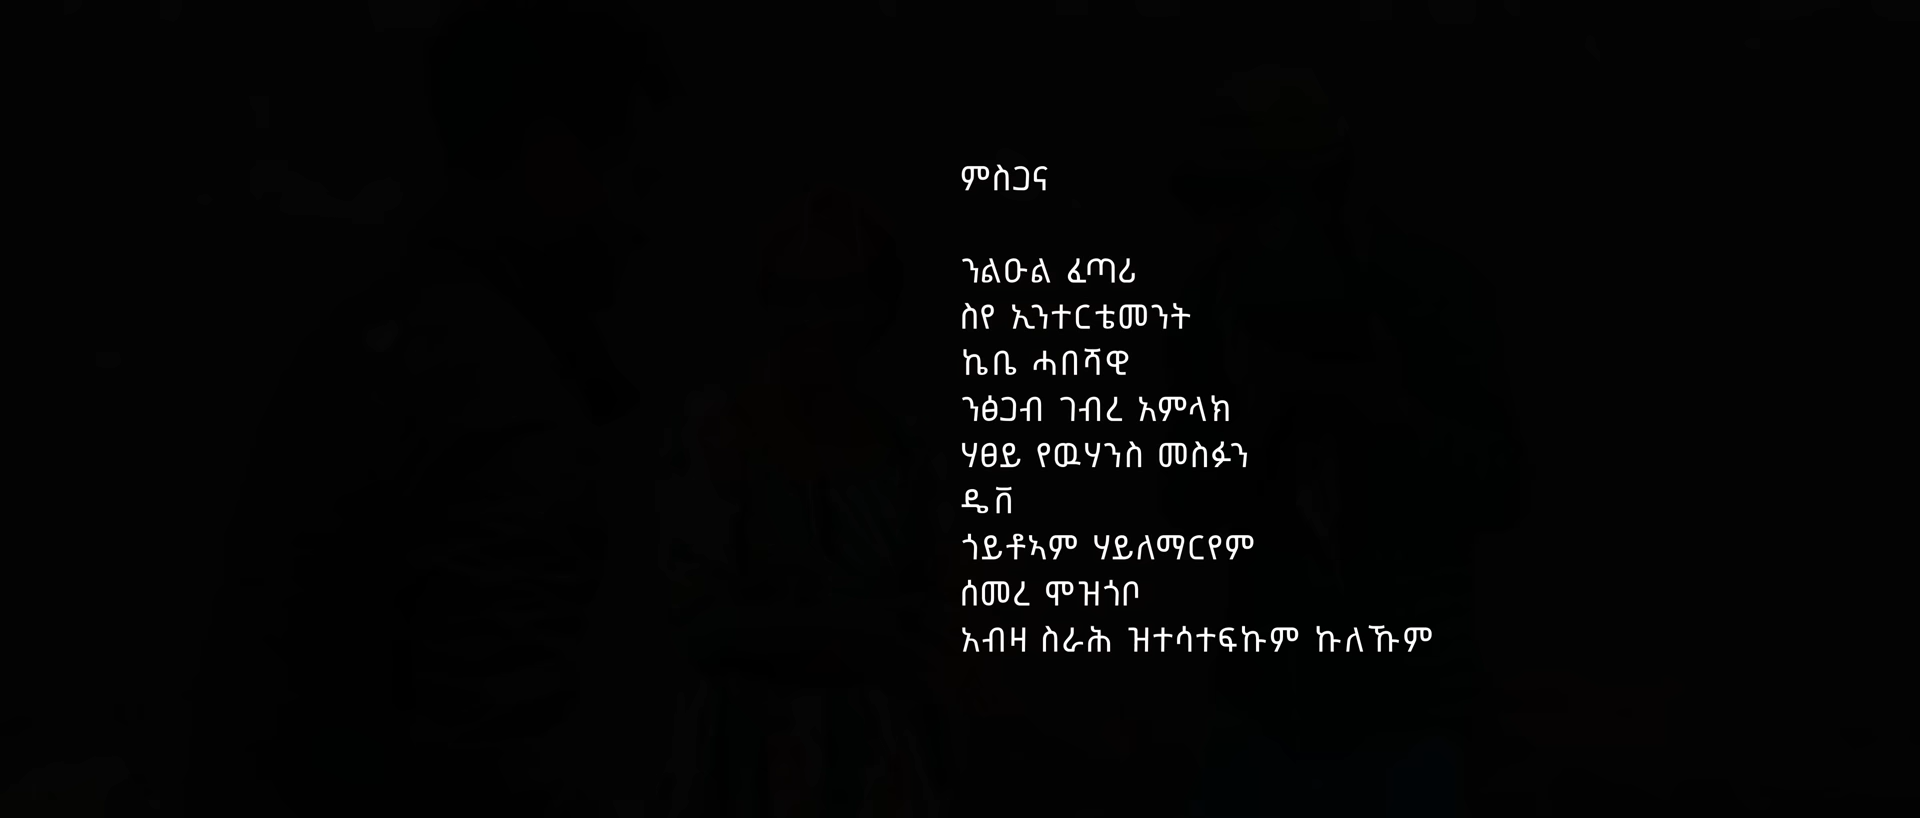 ምስጋና
ንልዑል ፈጣሪ
ስየ ኢንተርቴመንት
ኬቤ ሓበሻዊ
ንፅጋብ ገብረ አምላክ
ሃፀይ የዉሃንስ መስፉን
ዴቨ
ጎይቶኣም ሃይለማርየም
ሰመረ ሞዝጎቦ
አብዛ ስራሕ ዝተሳተፍኩም ኩለኹም